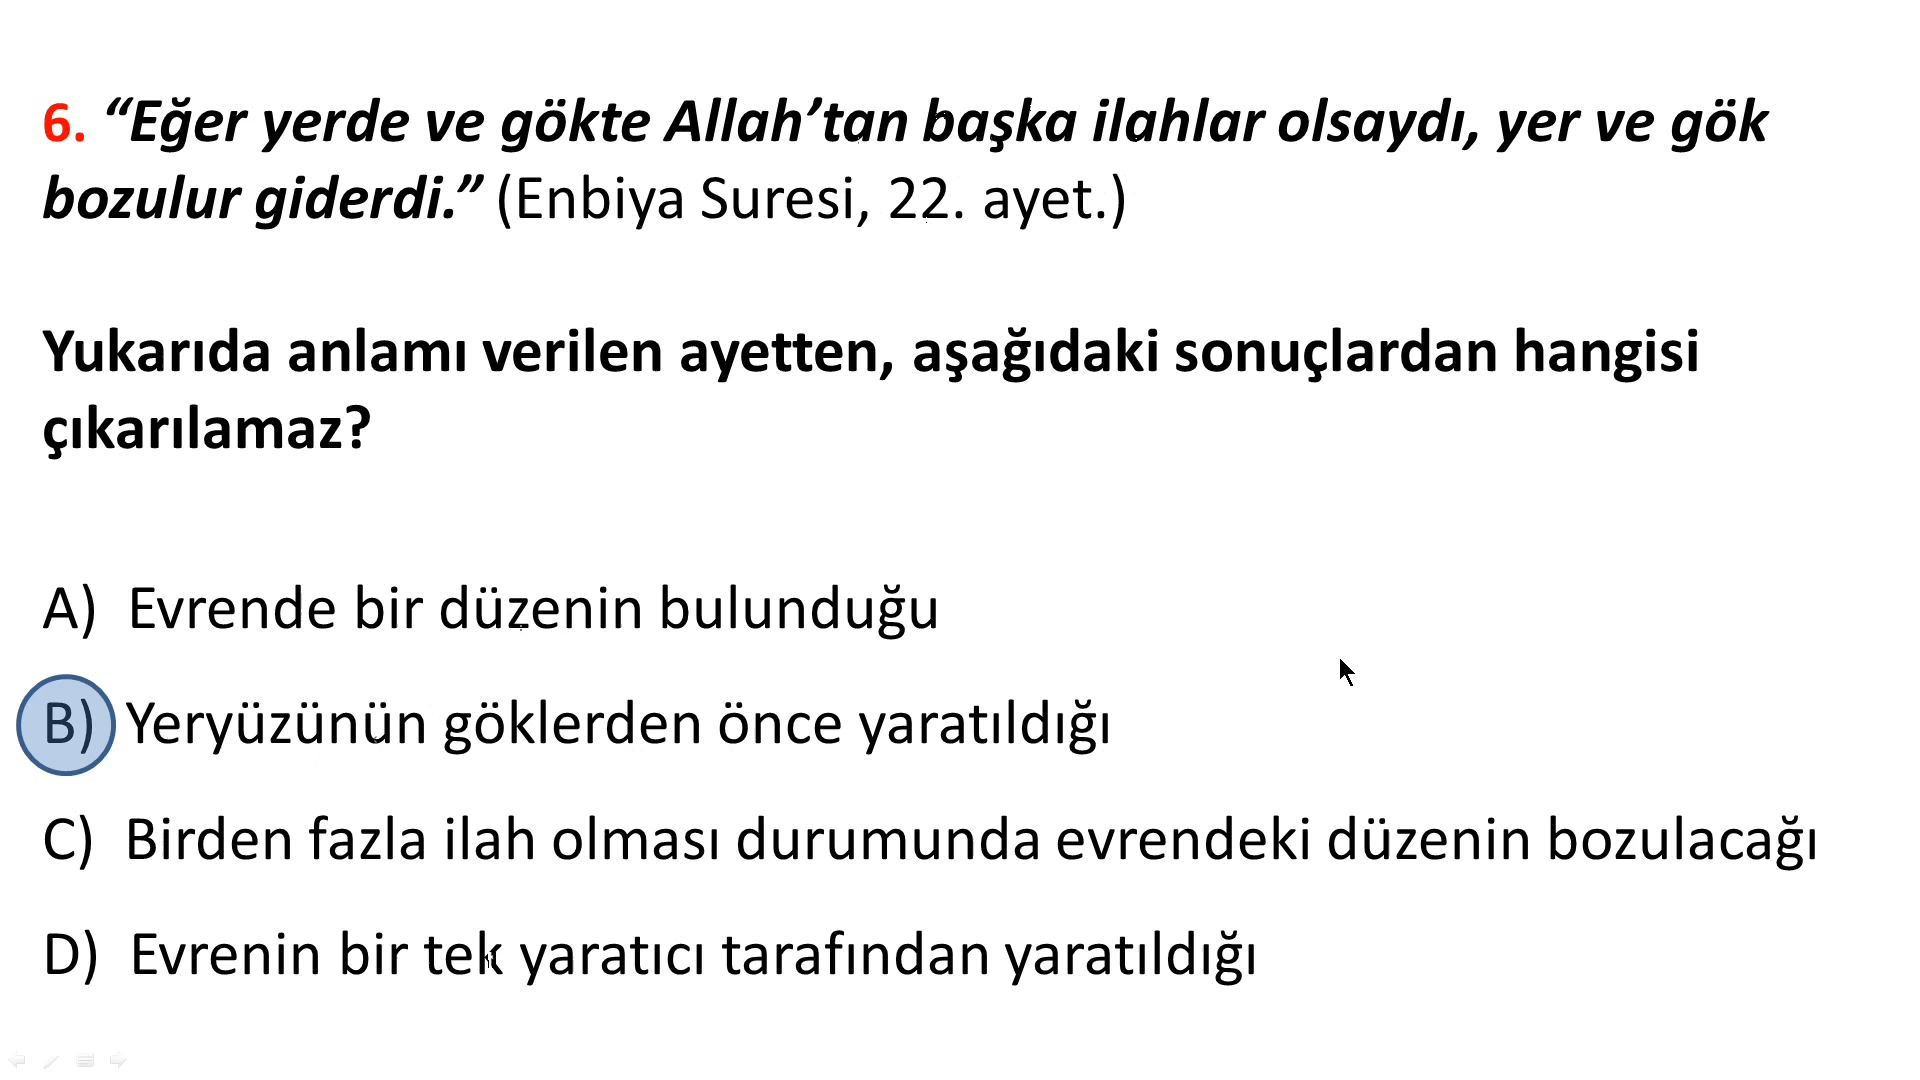 6. “Eğer yerde ve gökte Allah’tan başka ilahlar olsaydı, yer ve gök
bozulur giderdi.” (Enbiya Suresi, 22. ayet.)
Yukarıda anlamı verilen ayetten, aşağıdaki sonuçlardan hangisi
çıkarılamaz?
A) Evrende bir düzenin bulunduğu
B) Yeryüzünün göklerden önce yaratıldığı
C) Birden fazla ilah olması durumunda evrendeki düzenin bozulacağı
D) Evrenin bir tek yaratıcı tarafından yaratıldığı